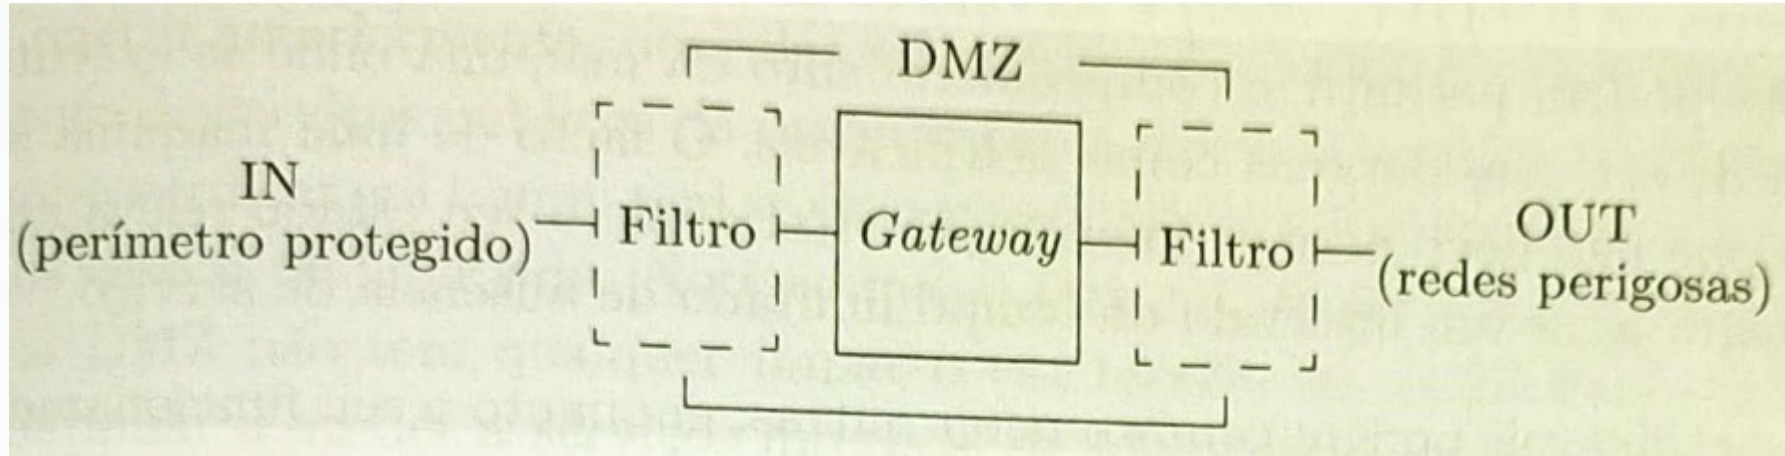 DMZ
IN
(perímetro protegido)
Filtro
Gateway
Filtro
OUT
(redes perigosas)